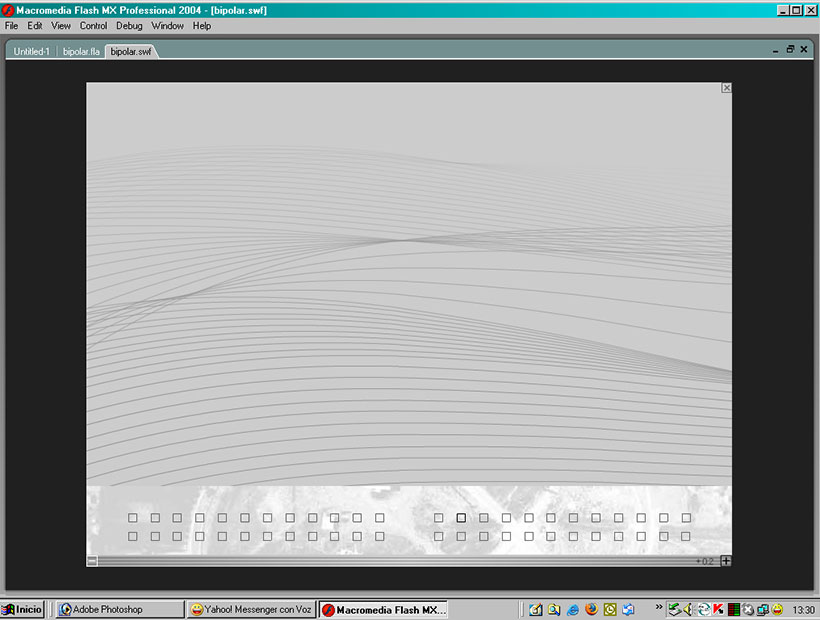 Macromedia Flash MX Professional 2004 - [bipolar.swf]
File Edit View Control Debug Window Help
Untitled-1 bipolar.fla bipolar.swf
+0.2
Inicio Adobe Photoshop Yahoo! Messenger con Voz Macromedia Flash MX... 13:30